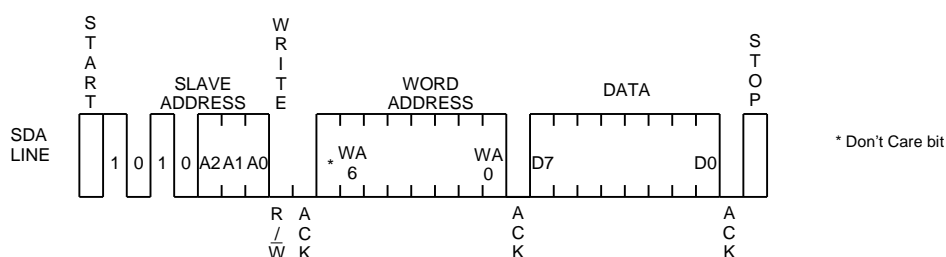 START
WRITE
STOP
SLAVE
ADDRESS
WORD
ADDRESS
DATA
SDA
LINE
1 0 1 0 A2 A1 A0
* WA
6
WA
0
D7
D0
* Don't Care bit
R
/
W
ACK
ACK
ACK